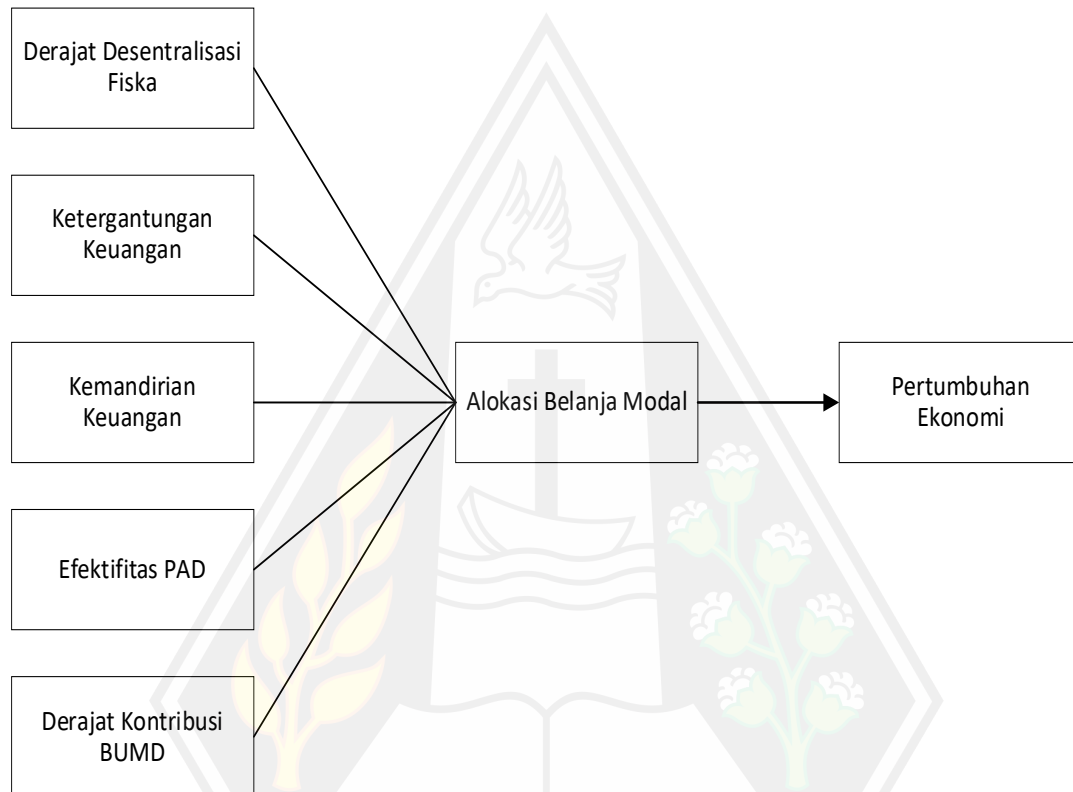 Derajat Desentralisasi
Fiska
Ketergantungan
Keuangan
Kemandirian
Keuangan
Alokasi Belanja Modal
Pertumbuhan
Ekonomi
Efektifitas PAD
Derajat Kontribusi
BUMD